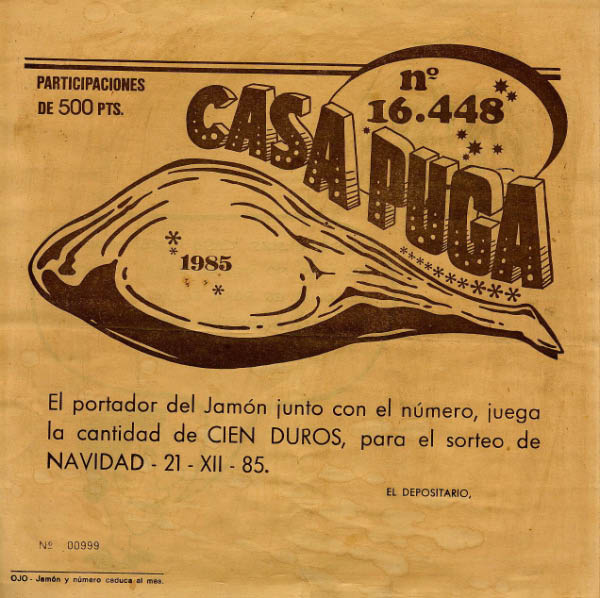 PARTICIPACIONES
DE 500 PTS.
nº
16.448
CASA PUGA
1985
El portador del Jamón junto con el número, juega
la cantidad de CIEN DUROS, para el sorteo de
NAVIDAD - 21 - XII - 85.
EL DEPOSITARIO,
Nº 00999
OJO - Jamón y número caduca al mes.